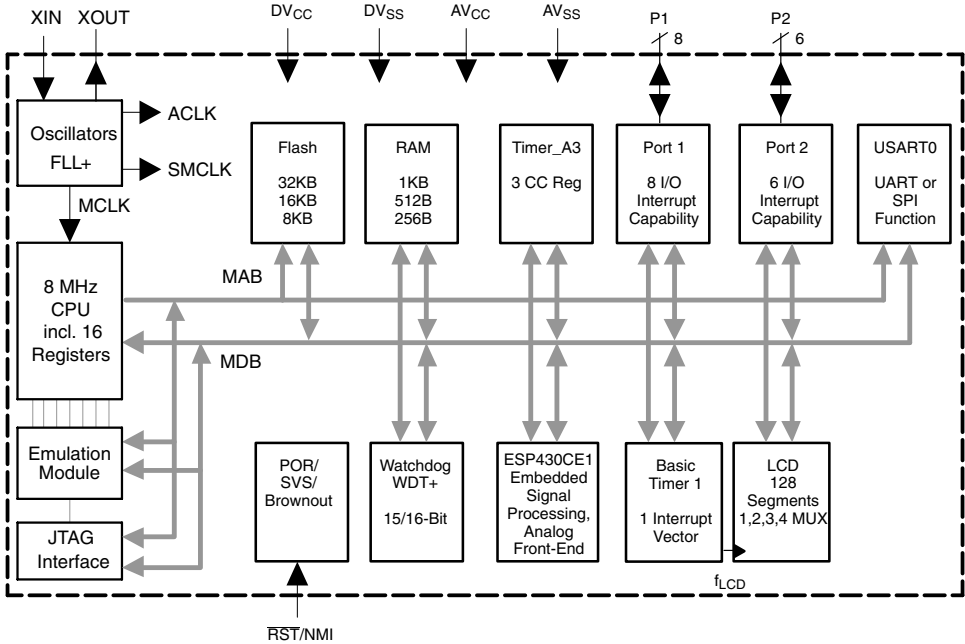 XIN XOUT DVCC DVSS AVCC AVSS P1 P2
8 6
Oscillators
FLL+
ACLK
SMCLK
MCLK
Flash
32KB
16KB
8KB
RAM
1KB
512B
256B
Timer_A3
3 CC Reg
Port 1
8 I/O
Interrupt
Capability
Port 2
6 I/O
Interrupt
Capability
USART0
UART or
SPI
Function
8 MHz
CPU
incl. 16
Registers
MAB
MDB
Emulation
Module
JTAG
Interface
POR/
SVS/
Brownout
Watchdog
WDT+
15/16-Bit
ESP430CE1
Embedded
Signal
Processing,
Analog
Front-End
Basic
Timer 1
1 Interrupt
Vector
LCD
128
Segments
1,2,3,4 MUX
fLCD
RST/NMI